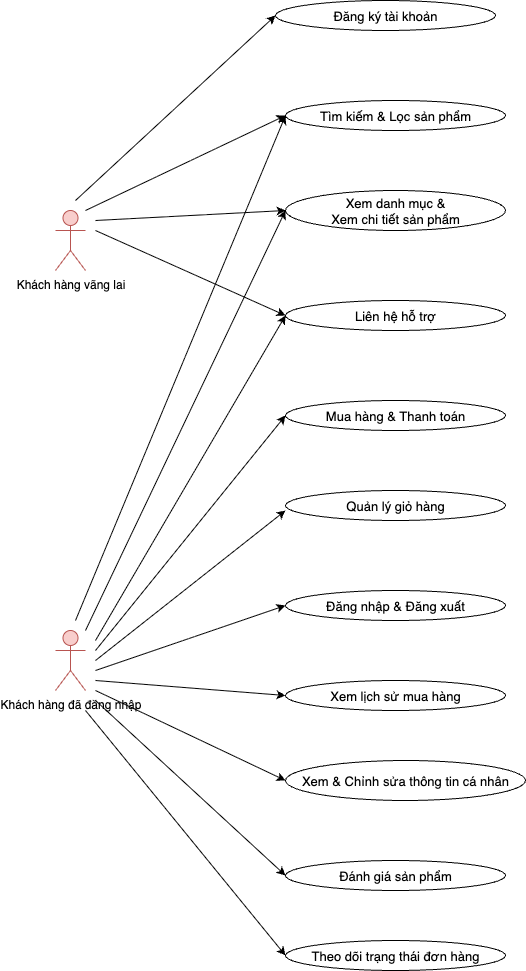 Đăng ký tài khoản
Tìm kiếm & Lọc sản phẩm
Xem danh mục &
Xem chi tiết sản phẩm
Khách hàng vãng lai
Liên hệ hỗ trợ
Mua hàng & Thanh toán
Quản lý giỏ hàng
Đăng nhập & Đăng xuất
Khách hàng đã đăng nhập
Xem lịch sử mua hàng
Xem & Chỉnh sửa thông tin cá nhân
Đánh giá sản phẩm
Theo dõi trạng thái đơn hàng